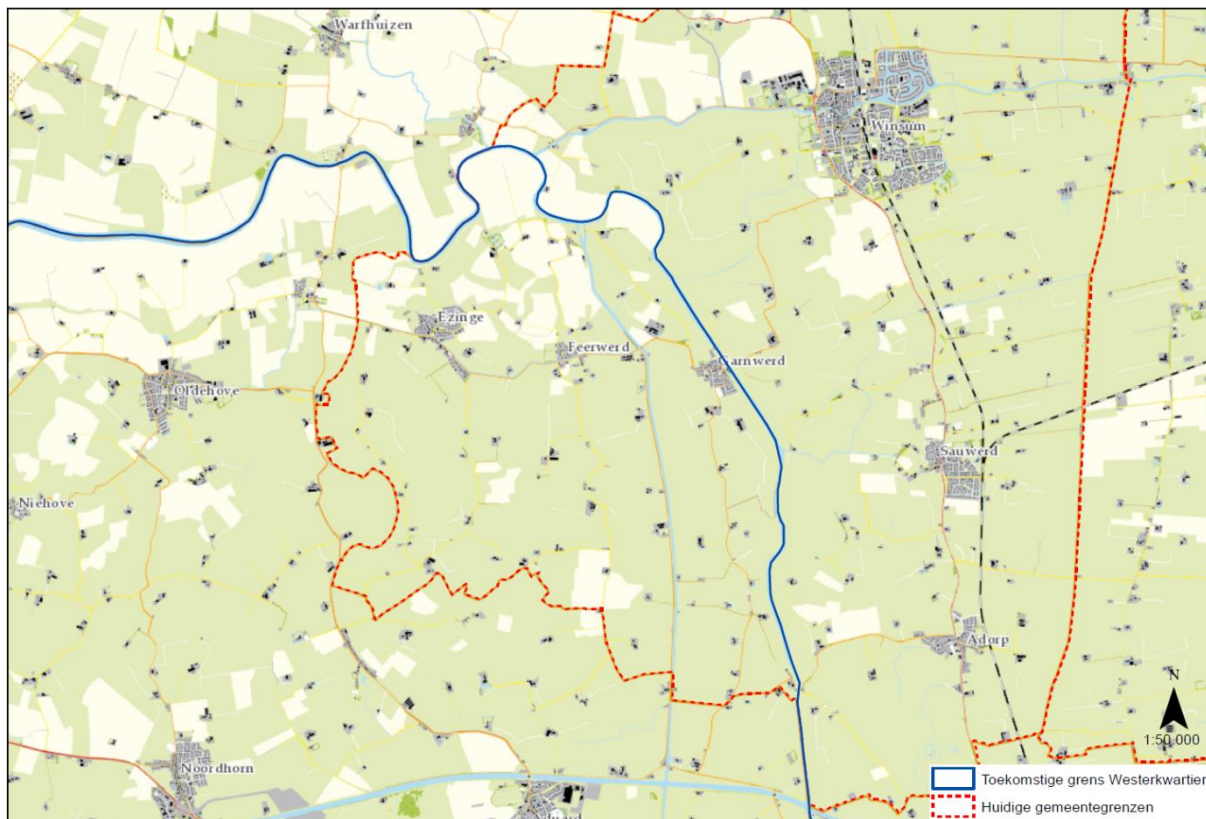 Warfhuizen
Winsum
Ezinge
Feerwerd
Garnwerd
Oldehove
Sauwerd
Niehove
Adorp
N
1:50.000
Noordhorn
Toekomstige grens Westerkwartier
Huidige gemeentegrenzen